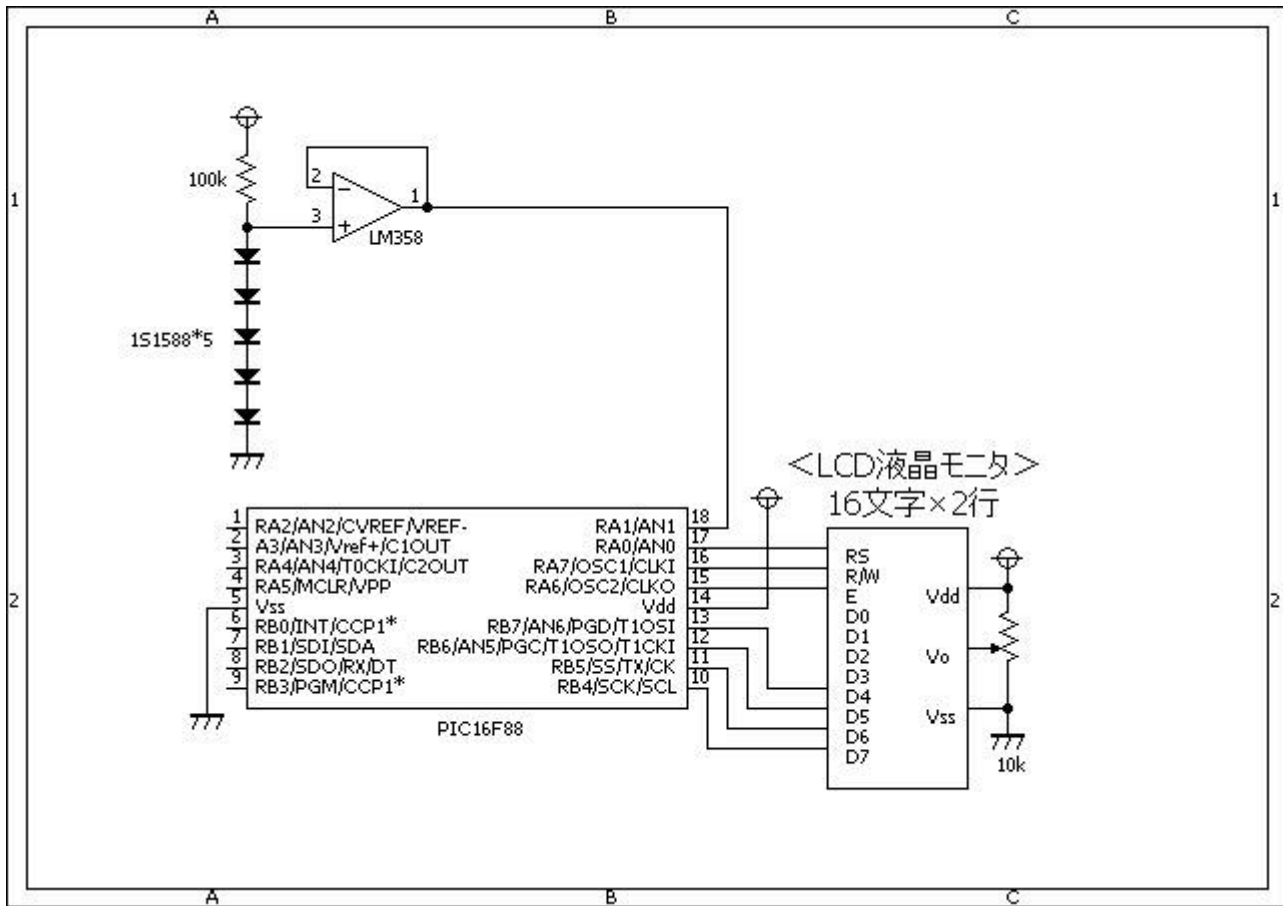 A B C
100k
2
1
3
LM358
1 1
1S1588*5
<LCD液晶モニタ>
16文字×2行
1 RA2/AN2/CVREF/VREF- RA1/AN1 18
2 A3/AN3/Vref+/C1OUT RA0/AN0 17
3 RA4/AN4/T0CKI/C2OUT RA7/OSC1/CLKI 16
4 RA5/MCLR/VPP RA6/OSC2/CLKO 15
5 Vss Vdd 14
6 RB0/INT/CCP1* RB7/AN6/PGD/T1OSI 13
7 RB1/SDI/SDA RB6/AN5/PGC/T1OSO/T1CKI 12
8 RB2/SDO/RX/DT RB5/SS/TX/CK 11
9 RB3/PGM/CCP1* RB4/SCK/SCL 10
PIC16F88
RS
R/W
E
D0
D1
D2
D3
D4
D5
D6
D7
Vdd
Vo
Vss
10k
2 2
A B C